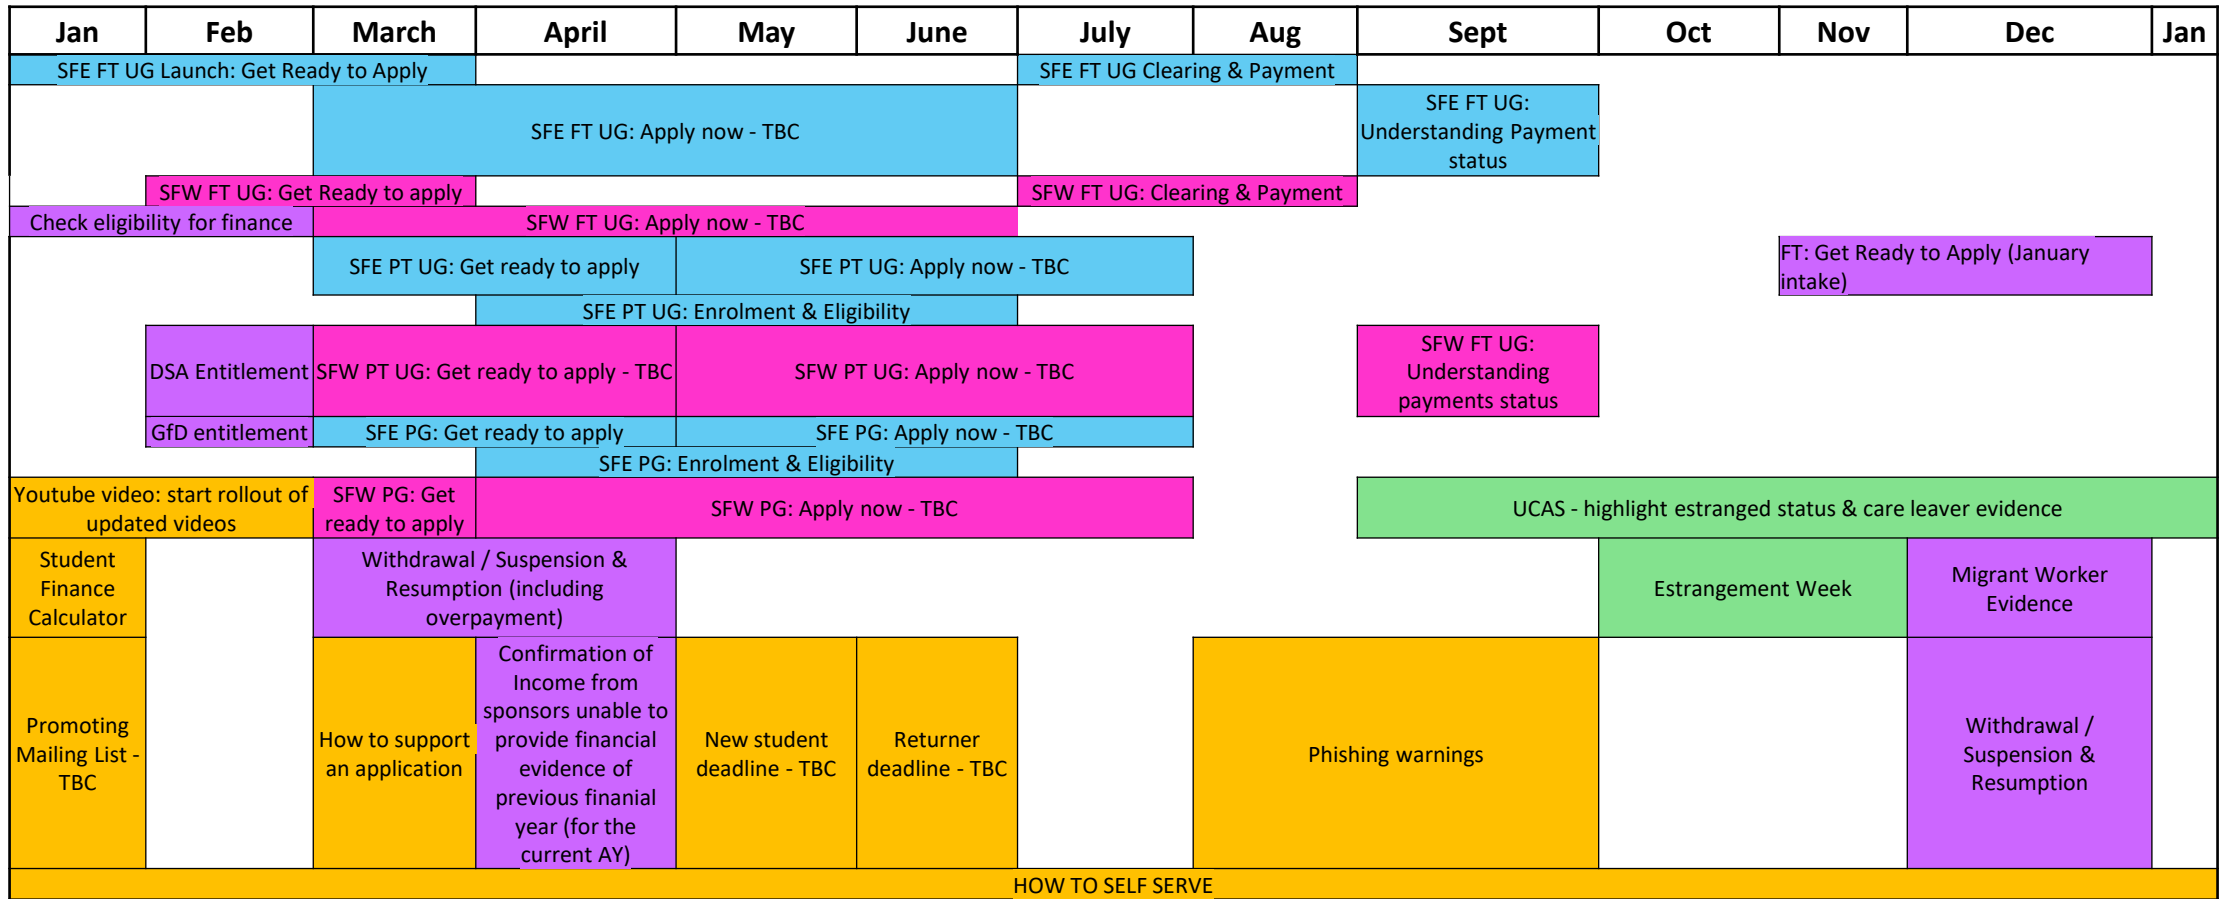 Jan Feb March April May June July Aug Sept Oct Nov Dec Jan
SFE FT UG Launch: Get Ready to Apply
SFE FT UG Clearing & Payment
SFE FT UG: Apply now - TBC
SFE FT UG:
Understanding Payment
status
SFW FT UG: Get Ready to apply
SFW FT UG: Clearing & Payment
Check eligibility for finance
SFW FT UG: Apply now - TBC
SFE PT UG: Get ready to apply
SFE PT UG: Apply now - TBC
FT: Get Ready to Apply (January
intake)
SFE PT UG: Enrolment & Eligibility
DSA Entitlement
SFW PT UG: Get ready to apply - TBC
SFW PT UG: Apply now - TBC
SFW FT UG:
Understanding
payments status
GfD entitlement
SFE PG: Get ready to apply
SFE PG: Apply now - TBC
SFE PG: Enrolment & Eligibility
Youtube video: start rollout of
updated videos
SFW PG: Get
ready to apply
SFW PG: Apply now - TBC
UCAS - highlight estranged status & care leaver evidence
Student
Finance
Calculator
Withdrawal / Suspension &
Resumption (including
overpayment)
Estrangement Week
Migrant Worker
Evidence
Promoting
Mailing List -
TBC
How to support
an application
Confirmation of
Income from
sponsors unable to
provide financial
evidence of
previous finanial
year (for the
current AY)
New student
deadline - TBC
Returner
deadline - TBC
Phishing warnings
Withdrawal /
Suspension &
Resumption
HOW TO SELF SERVE